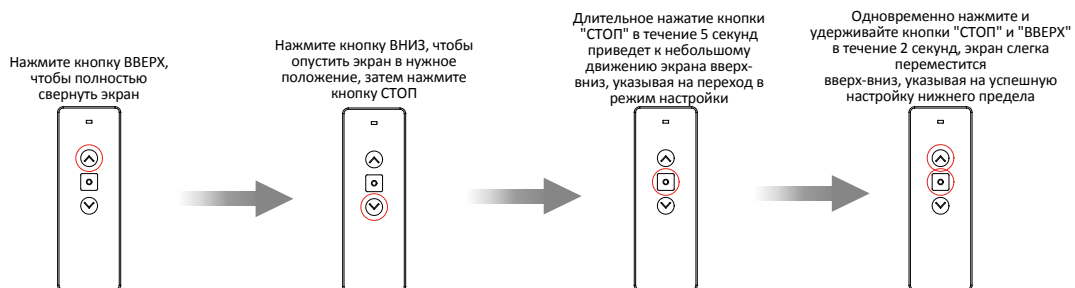 Нажмите кнопку ВВЕРХ,
чтобы полностью
свернуть экран
Нажмите кнопку ВНИЗ, чтобы
опустить экран в нужное
положение, затем нажмите
кнопку СТОП
Длительное нажатие кнопки
"СТОП" в течение 5 секунд
приведет к небольшому
движению экрана вверх-
вниз, указывая на переход в
режим настройки
Одновременно нажмите и
удерживайте кнопки "СТОП" и "ВВЕРХ"
в течение 2 секунд, экран слегка
переместится
вверх-вниз, указывая на успешную
настройку нижнего предела